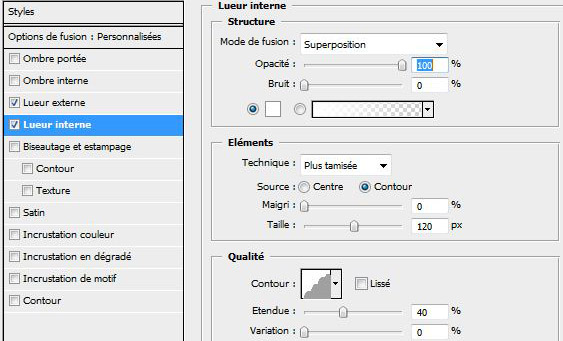 Styles
Options de fusion : Personnalisées
Ombre portée
Ombre interne
Lueur externe
Lueur interne
Biseautage et estampage
Contour
Texture
Satin
Incrustation couleur
Incrustation en dégradé
Incrustation de motif
Contour
Lueur interne
Structure
Mode de fusion : Superposition
Opacité : 100 %
Bruit : 0 %
Eléments
Technique : Plus tamisée
Source : Centre Contour
Maigri : 0 %
Taille : 120 px
Qualité
Contour : Lissé
Etendue : 40 %
Variation : 0 %